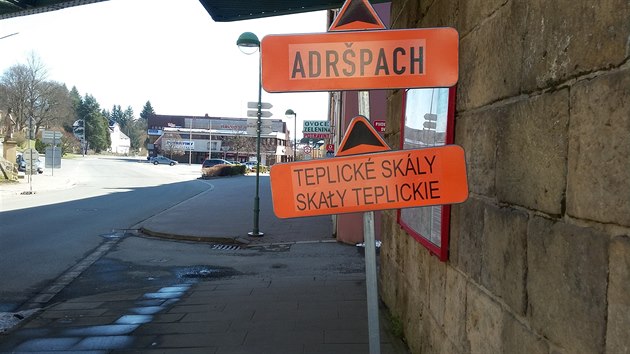 ADRŠPACH
TEPLICKÉ SKÁLY
SKAŁY TEPLICKIE
OVOCE
ZELENINA